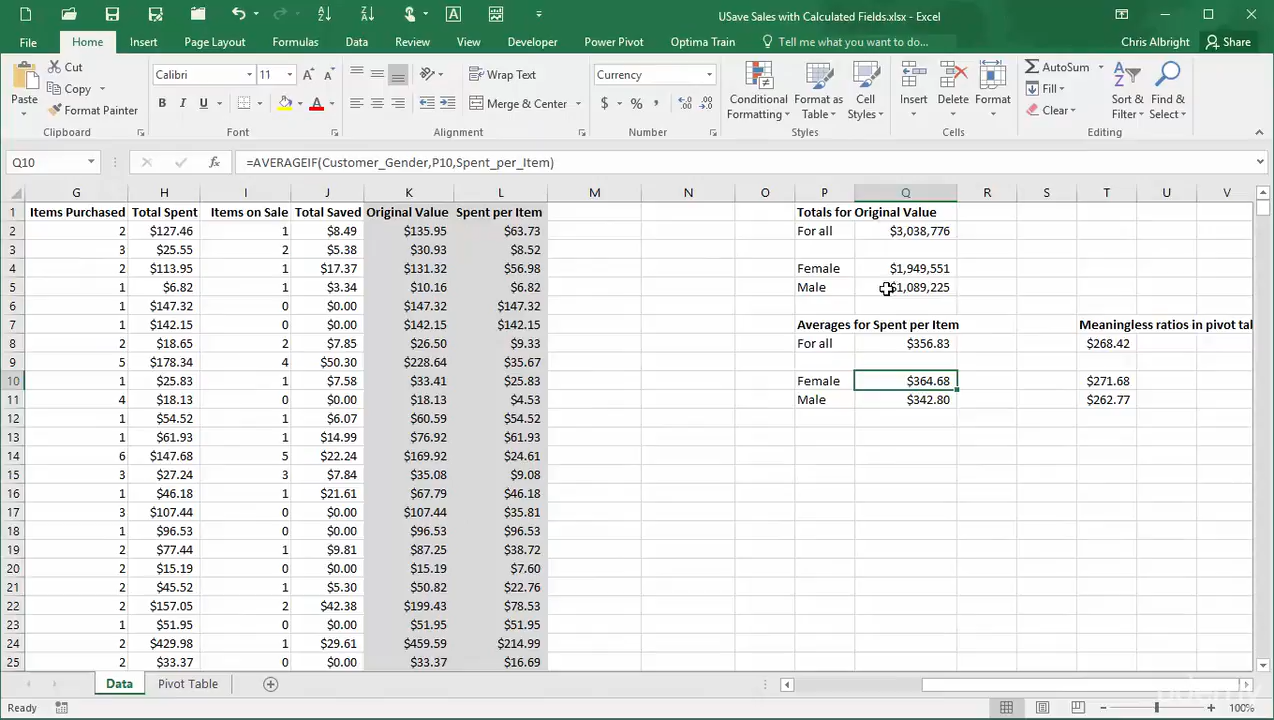 USave Sales with Calculated Fields.xlsx - Excel
File Home Insert Page Layout Formulas Data Review View Developer Power Pivot Optima Train Tell me what you want to do... Chris Albright Share
Paste Cut Copy Format Painter
Calibri 11
B I U A
Wrap Text
Merge & Center
Currency
$ % ,
Conditional Formatting Format as Table Cell Styles Insert Delete Format
AutoSum Fill Clear
Sort & Filter Find & Select
Clipboard Font Alignment Number Styles Cells Editing
Q10 fx =AVERAGEIF(Customer_Gender,P10,Spent_per_Item)
G H I J K L M N O P Q R S T U V
1 Items Purchased Total Spent Items on Sale Total Saved Original Value Spent per Item Totals for Original Value
2 2 $127.46 1 $8.49 $135.95 $63.73 For all $3,038,776
3 3 $25.55 2 $5.38 $30.93 $8.52
4 2 $113.95 1 $17.37 $131.32 $56.98 Female $1,949,551
5 1 $6.82 1 $3.34 $10.16 $6.82 Male $1,089,225
6 1 $147.32 0 $0.00 $147.32 $147.32
7 1 $142.15 0 $0.00 $142.15 $142.15 Averages for Spent per Item Meaningless ratios in pivot tal
8 2 $18.65 2 $7.85 $26.50 $9.33 For all $356.83 $268.42
9 5 $178.34 4 $50.30 $228.64 $35.67
10 1 $25.83 1 $7.58 $33.41 $25.83 Female $364.68 $271.68
11 4 $18.13 0 $0.00 $18.13 $4.53 Male $342.80 $262.77
12 1 $54.52 1 $6.07 $60.59 $54.52
13 1 $61.93 1 $14.99 $76.92 $61.93
14 6 $147.68 5 $22.24 $169.92 $24.61
15 3 $27.24 3 $7.84 $35.08 $9.08
16 1 $46.18 1 $21.61 $67.79 $46.18
17 3 $107.44 0 $0.00 $107.44 $35.81
18 1 $96.53 0 $0.00 $96.53 $96.53
19 2 $77.44 1 $9.81 $87.25 $38.72
20 2 $15.19 0 $0.00 $15.19 $7.60
21 2 $45.52 1 $5.30 $50.82 $22.76
22 2 $157.05 2 $42.38 $199.43 $78.53
23 1 $51.95 0 $0.00 $51.95 $51.95
24 2 $429.98 1 $29.61 $459.59 $214.99
25 2 $33.37 0 $0.00 $33.37 $16.69
Data Pivot Table
udemy
Ready 100%